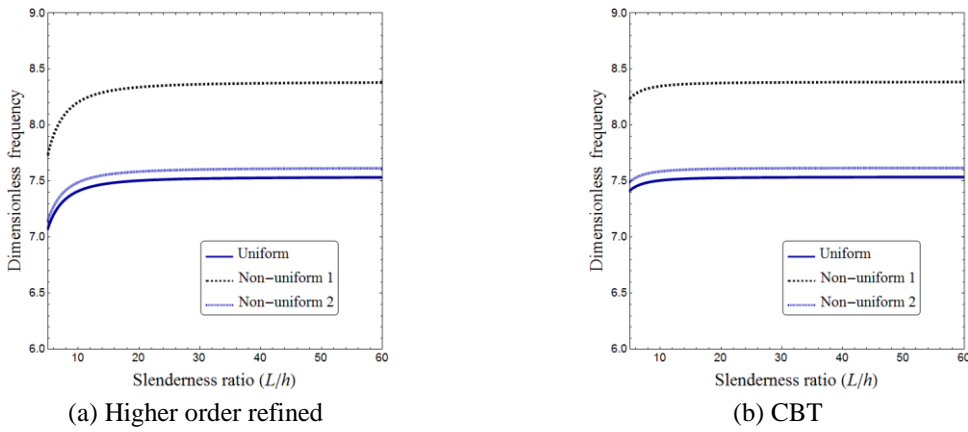 9.0
8.5
8.0
7.5
7.0
6.5
6.0
Dimensionless frequency
Uniform
Non−uniform 1
Non−uniform 2
10 20 30 40 50 60
Slenderness ratio (L/h)
(a) Higher order refined
9.0
8.5
8.0
7.5
7.0
6.5
6.0
Dimensionless frequency
Uniform
Non−uniform 1
Non−uniform 2
10 20 30 40 50 60
Slenderness ratio (L/h)
(b) CBT